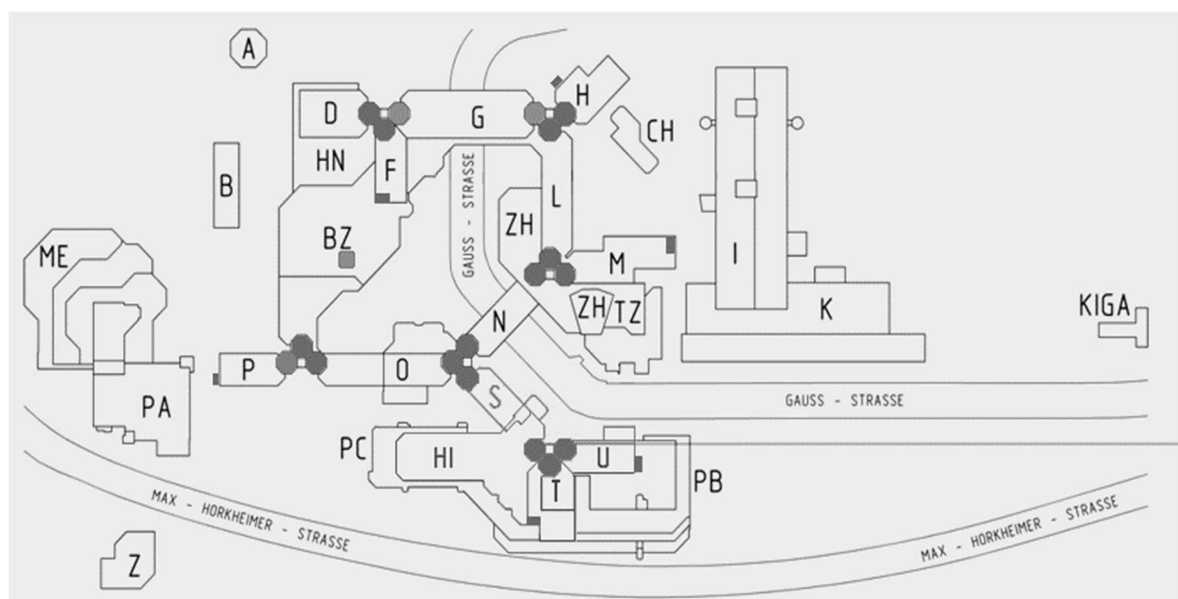 A
D
G
H
CH
HN
F
B
L
ZH
BZ
GAUSS - STRASSE
ME
M
I
ZH
TZ
K
KIGA
N
P
O
S
PA
GAUSS - STRASSE
PC
HI
U
T
PB
MAX - HORKHEIMER - STRASSE
MAX - HORKHEIMER - STRASSE
Z